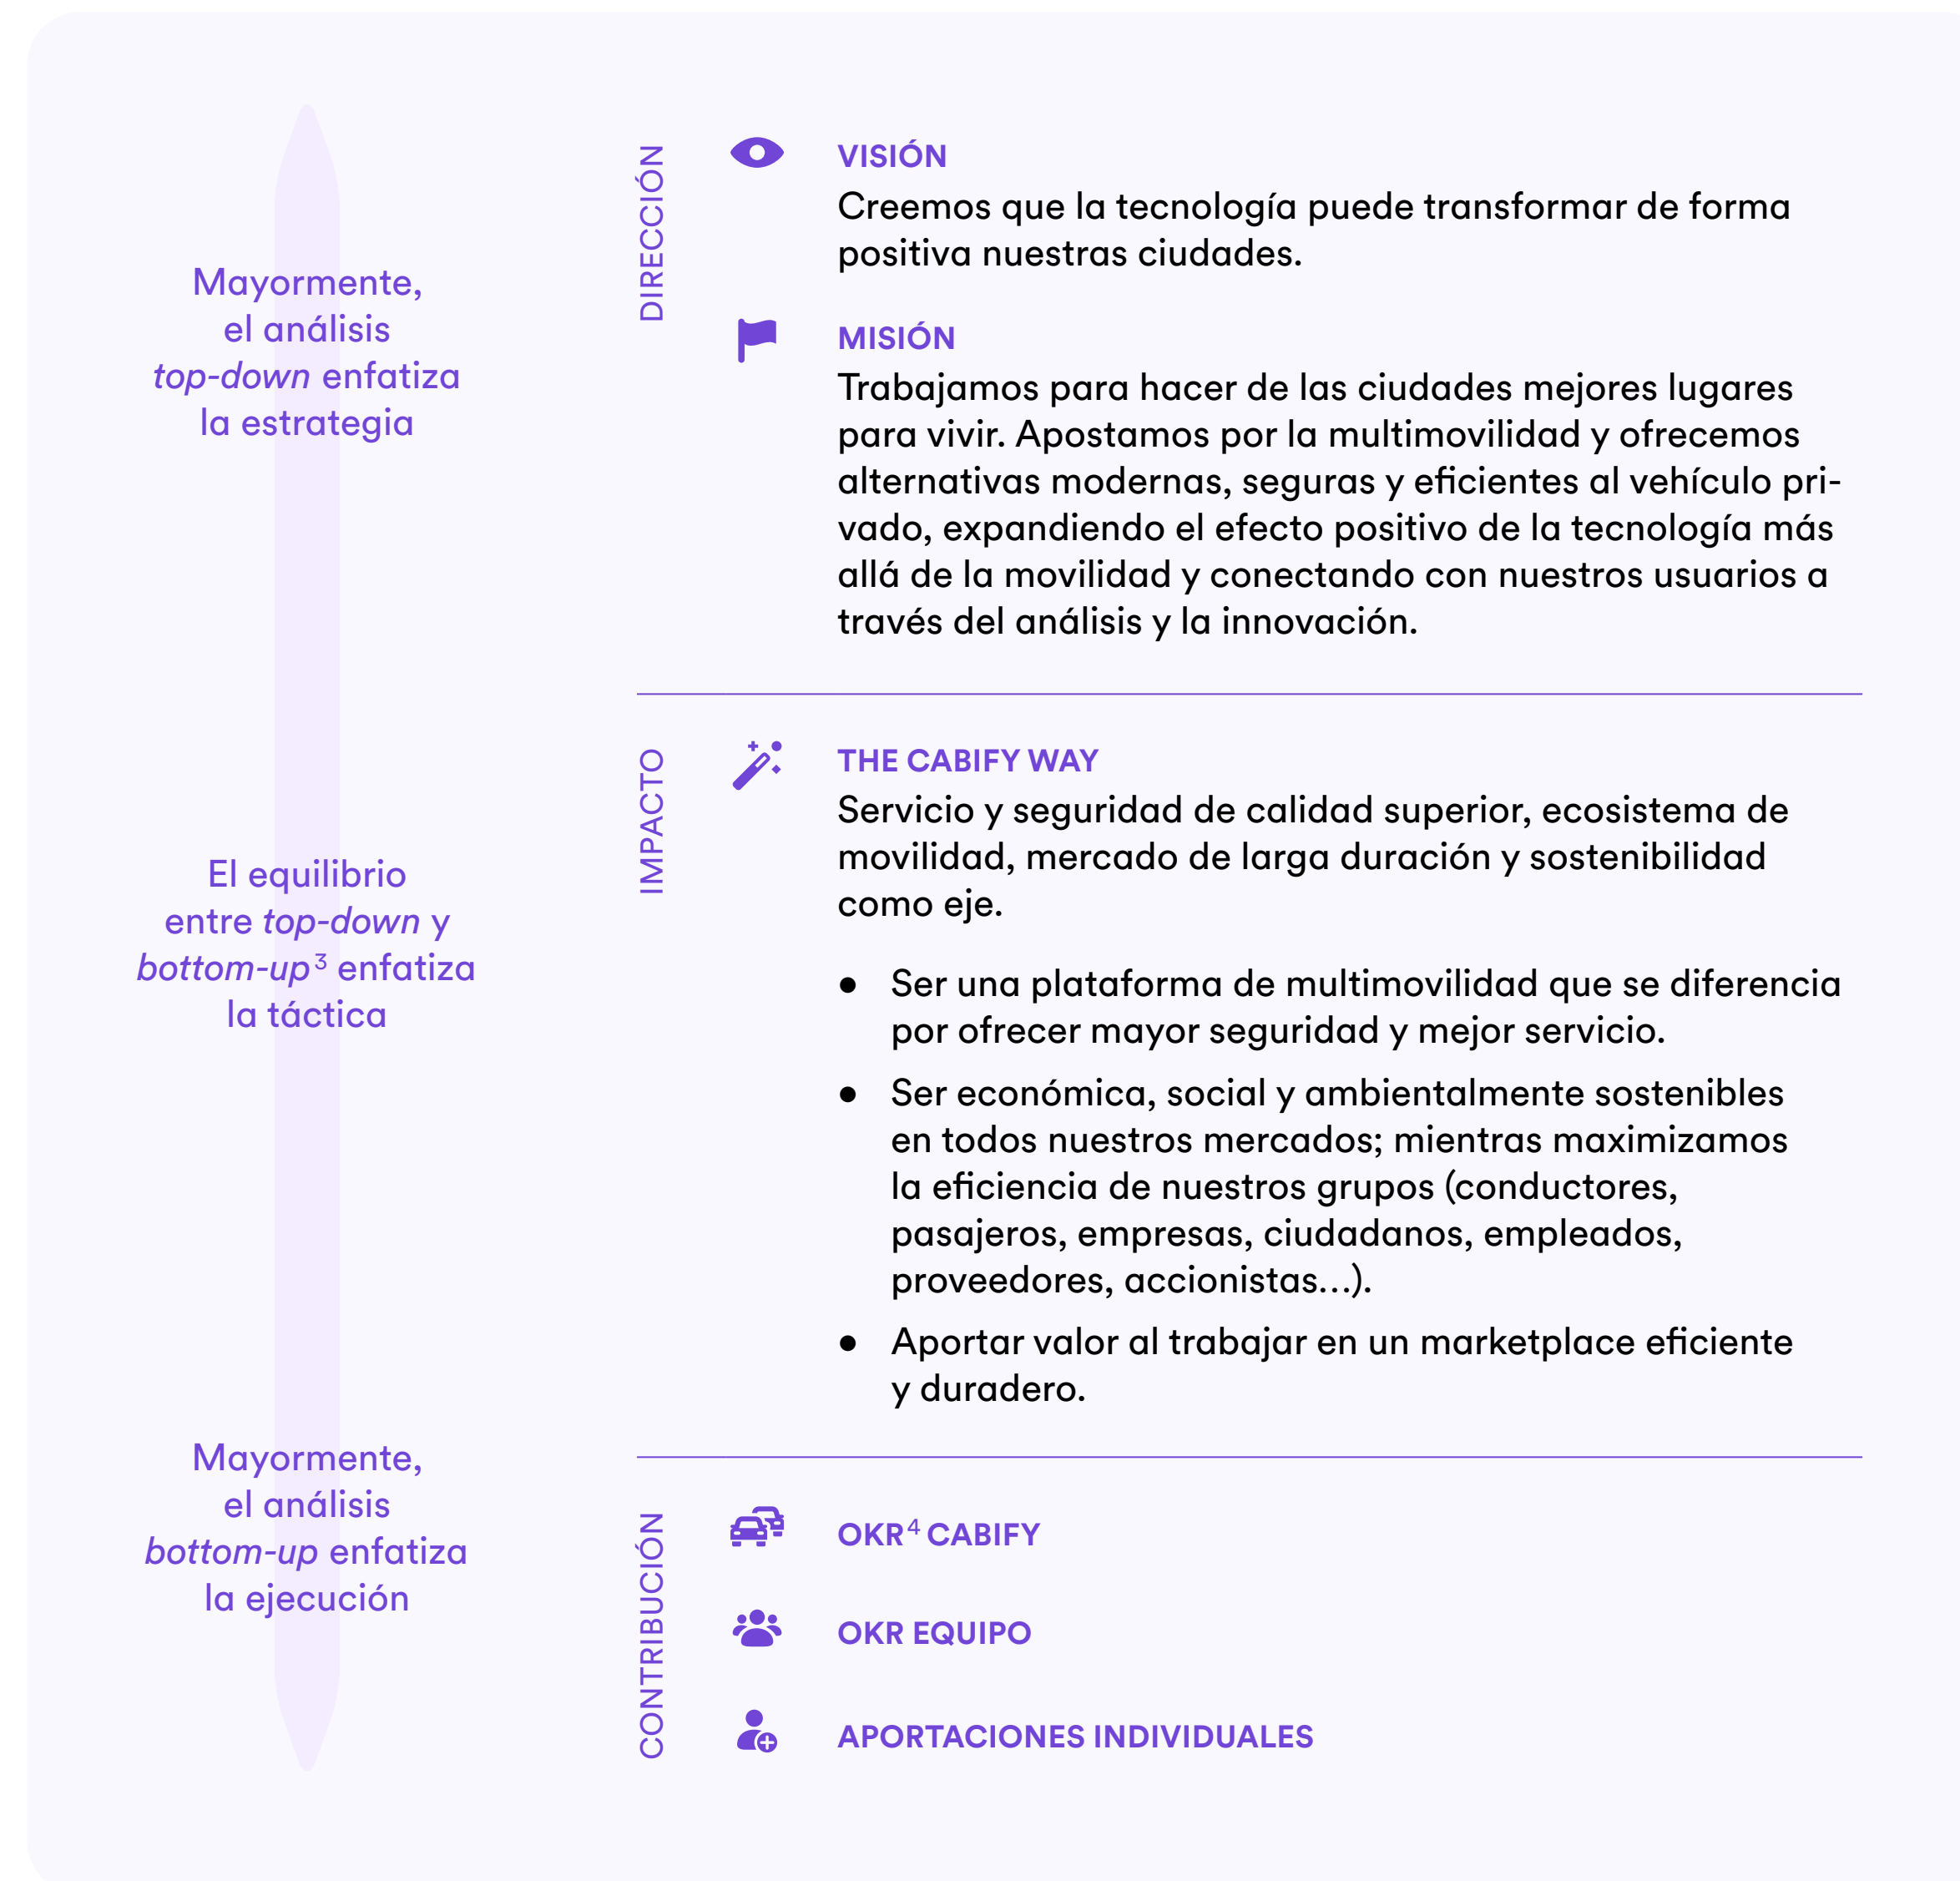 Mayormente,
el análisis
top-down enfatiza
la estrategia
DIRECCIÓN
VISIÓN
Creemos que la tecnología puede transformar de forma
positiva nuestras ciudades.
MISIÓN
Trabajamos para hacer de las ciudades mejores lugares
para vivir. Apostamos por la multimovilidad y ofrecemos
alternativas modernas, seguras y eficientes al vehículo pri-
vado, expandiendo el efecto positivo de la tecnología más
allá de la movilidad y conectando con nuestros usuarios a
través del análisis y la innovación.
El equilibrio
entre top-down y
bottom-up³ enfatiza
la táctica
IMPACTO
THE CABIFY WAY
Servicio y seguridad de calidad superior, ecosistema de
movilidad, mercado de larga duración y sostenibilidad
como eje.
● Ser una plataforma de multimovilidad que se diferencia
por ofrecer mayor seguridad y mejor servicio.
● Ser económica, social y ambientalmente sostenibles
en todos nuestros mercados; mientras maximizamos
la eficiencia de nuestros grupos (conductores,
pasajeros, empresas, ciudadanos, empleados,
proveedores, accionistas...).
● Aportar valor al trabajar en un marketplace eficiente
y duradero.
Mayormente,
el análisis
bottom-up enfatiza
la ejecución
CONTRIBUCIÓN
OKR⁴ CABIFY
OKR EQUIPO
APORTACIONES INDIVIDUALES